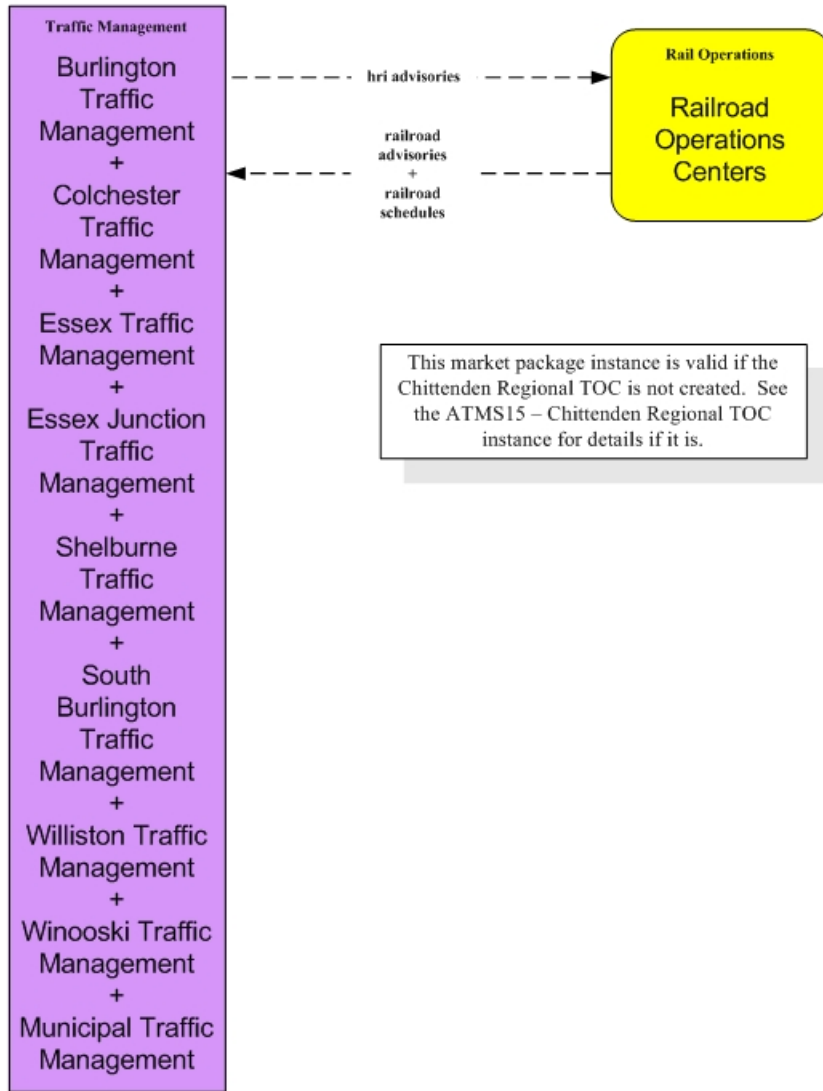 Traffic Management
Burlington
Traffic
Management
+
Colchester
Traffic
Management
+
Essex Traffic
Management
+
Essex Junction
Traffic
Management
+
Shelburne
Traffic
Management
+
South
Burlington
Traffic
Management
+
Williston Traffic
Management
+
Winooski Traffic
Management
+
Municipal Traffic
Management
hri advisories
railroad
advisories
+
railroad
schedules
Rail Operations
Railroad
Operations
Centers
This market package instance is valid if the
Chittenden Regional TOC is not created. See
the ATMS15 – Chittenden Regional TOC
instance for details if it is.